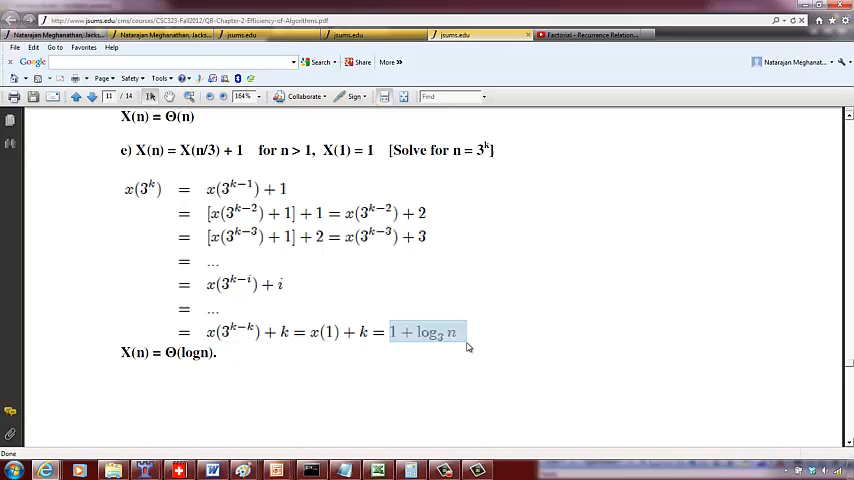 http://www.jsums.edu/cms/courses/CSC323-Fall2012/QB-Chapter-2-Efficiency-of-Algorithms.pdf
Natarajan Meghanathan, Jacks... Natarajan Meghanathan, Jacks... jsums.edu jsums.edu jsums.edu Factorial - Recurrence Relation...
File Edit Go to Favorites Help
Google Search Share More »
Natarajan Meghanat...
Page Safety Tools
11 / 14 164% Collaborate Sign Find
X(n) = Θ(n)
e) X(n) = X(n/3) + 1 for n > 1, X(1) = 1 [Solve for n = 3^k]
x(3^k) = x(3^{k−1}) + 1
= [x(3^{k−2}) + 1] + 1 = x(3^{k−2}) + 2
= [x(3^{k−3}) + 1] + 2 = x(3^{k−3}) + 3
= ...
= x(3^{k−i}) + i
= ...
= x(3^{k−k}) + k = x(1) + k = 1 + log₃ n
X(n) = Θ(logn).
Done